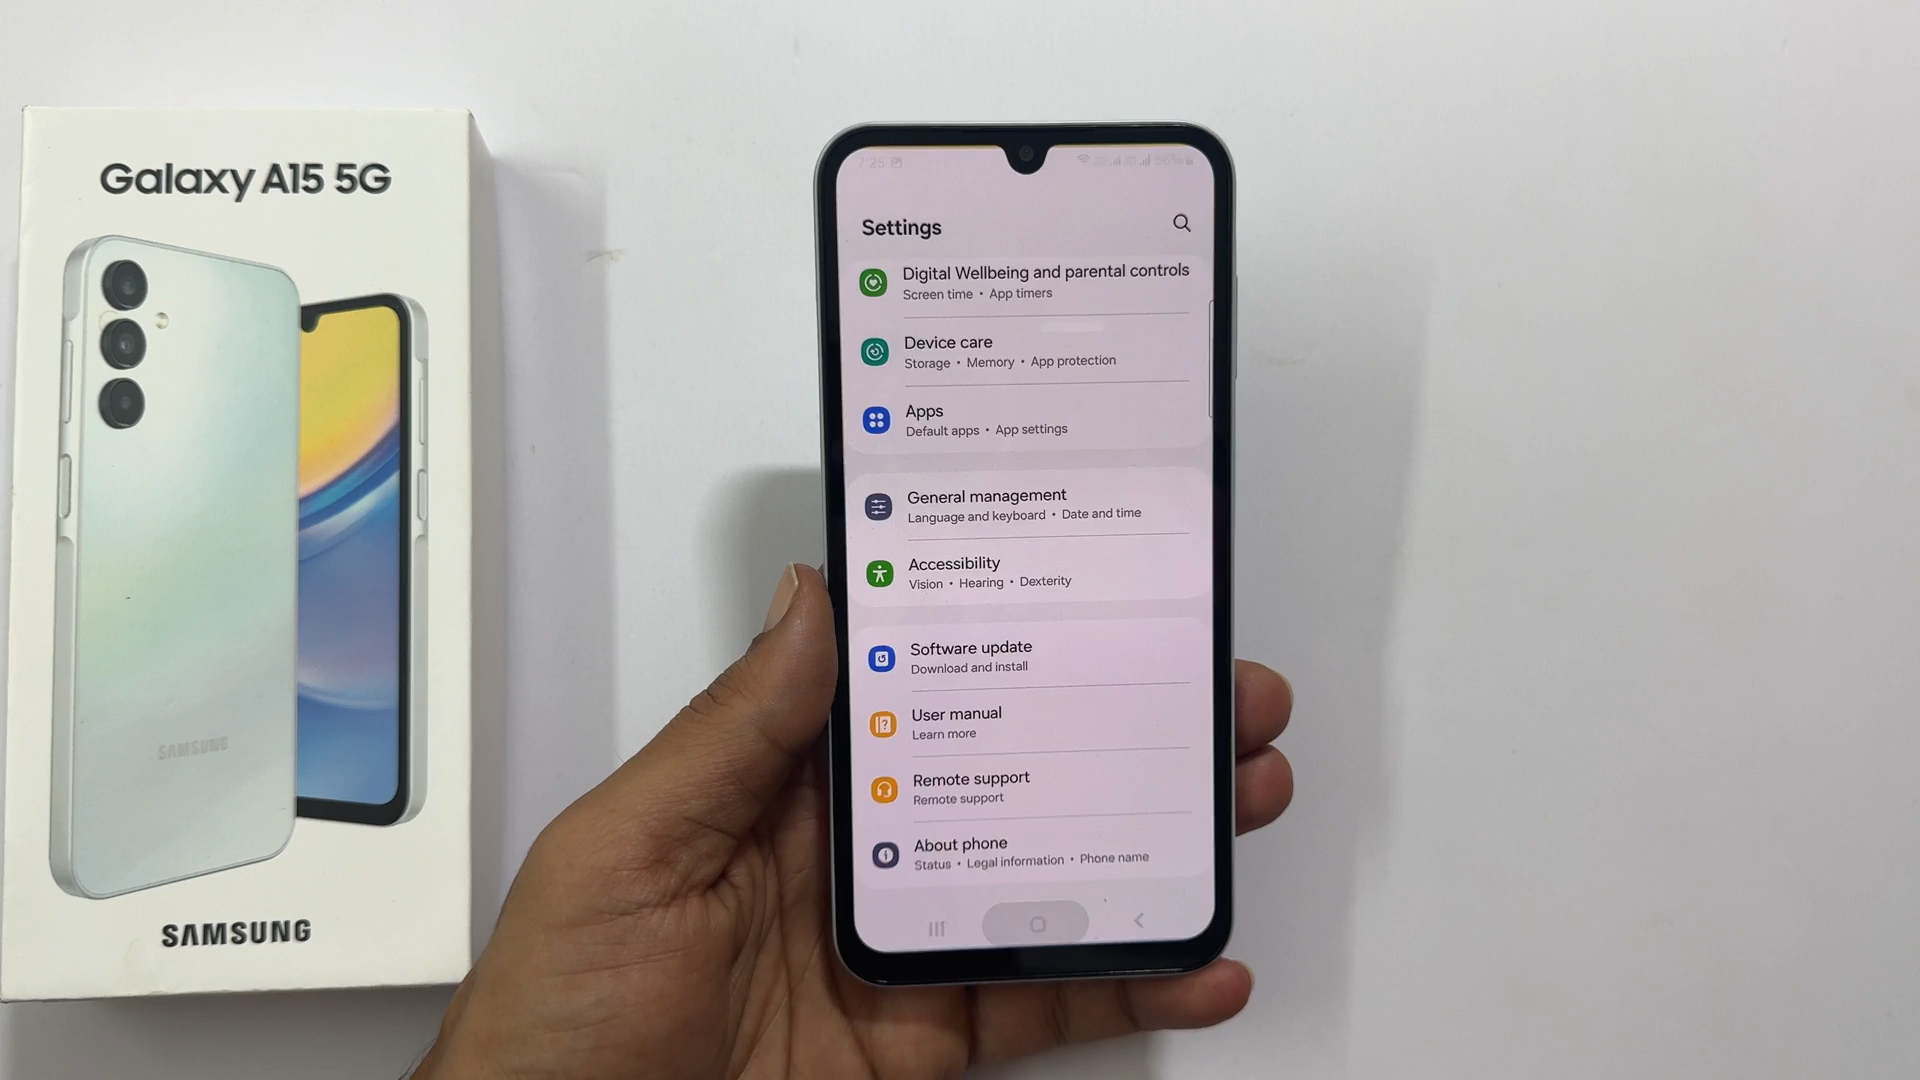 Galaxy A15 5G
SAMSUNG
SAMSUNG
7:25
Settings
Digital Wellbeing and parental controls
Screen time • App timers
Device care
Storage • Memory • App protection
Apps
Default apps • App settings
General management
Language and keyboard • Date and time
Accessibility
Vision • Hearing • Dexterity
Software update
Download and install
User manual
Learn more
Remote support
Remote support
About phone
Status • Legal information • Phone name